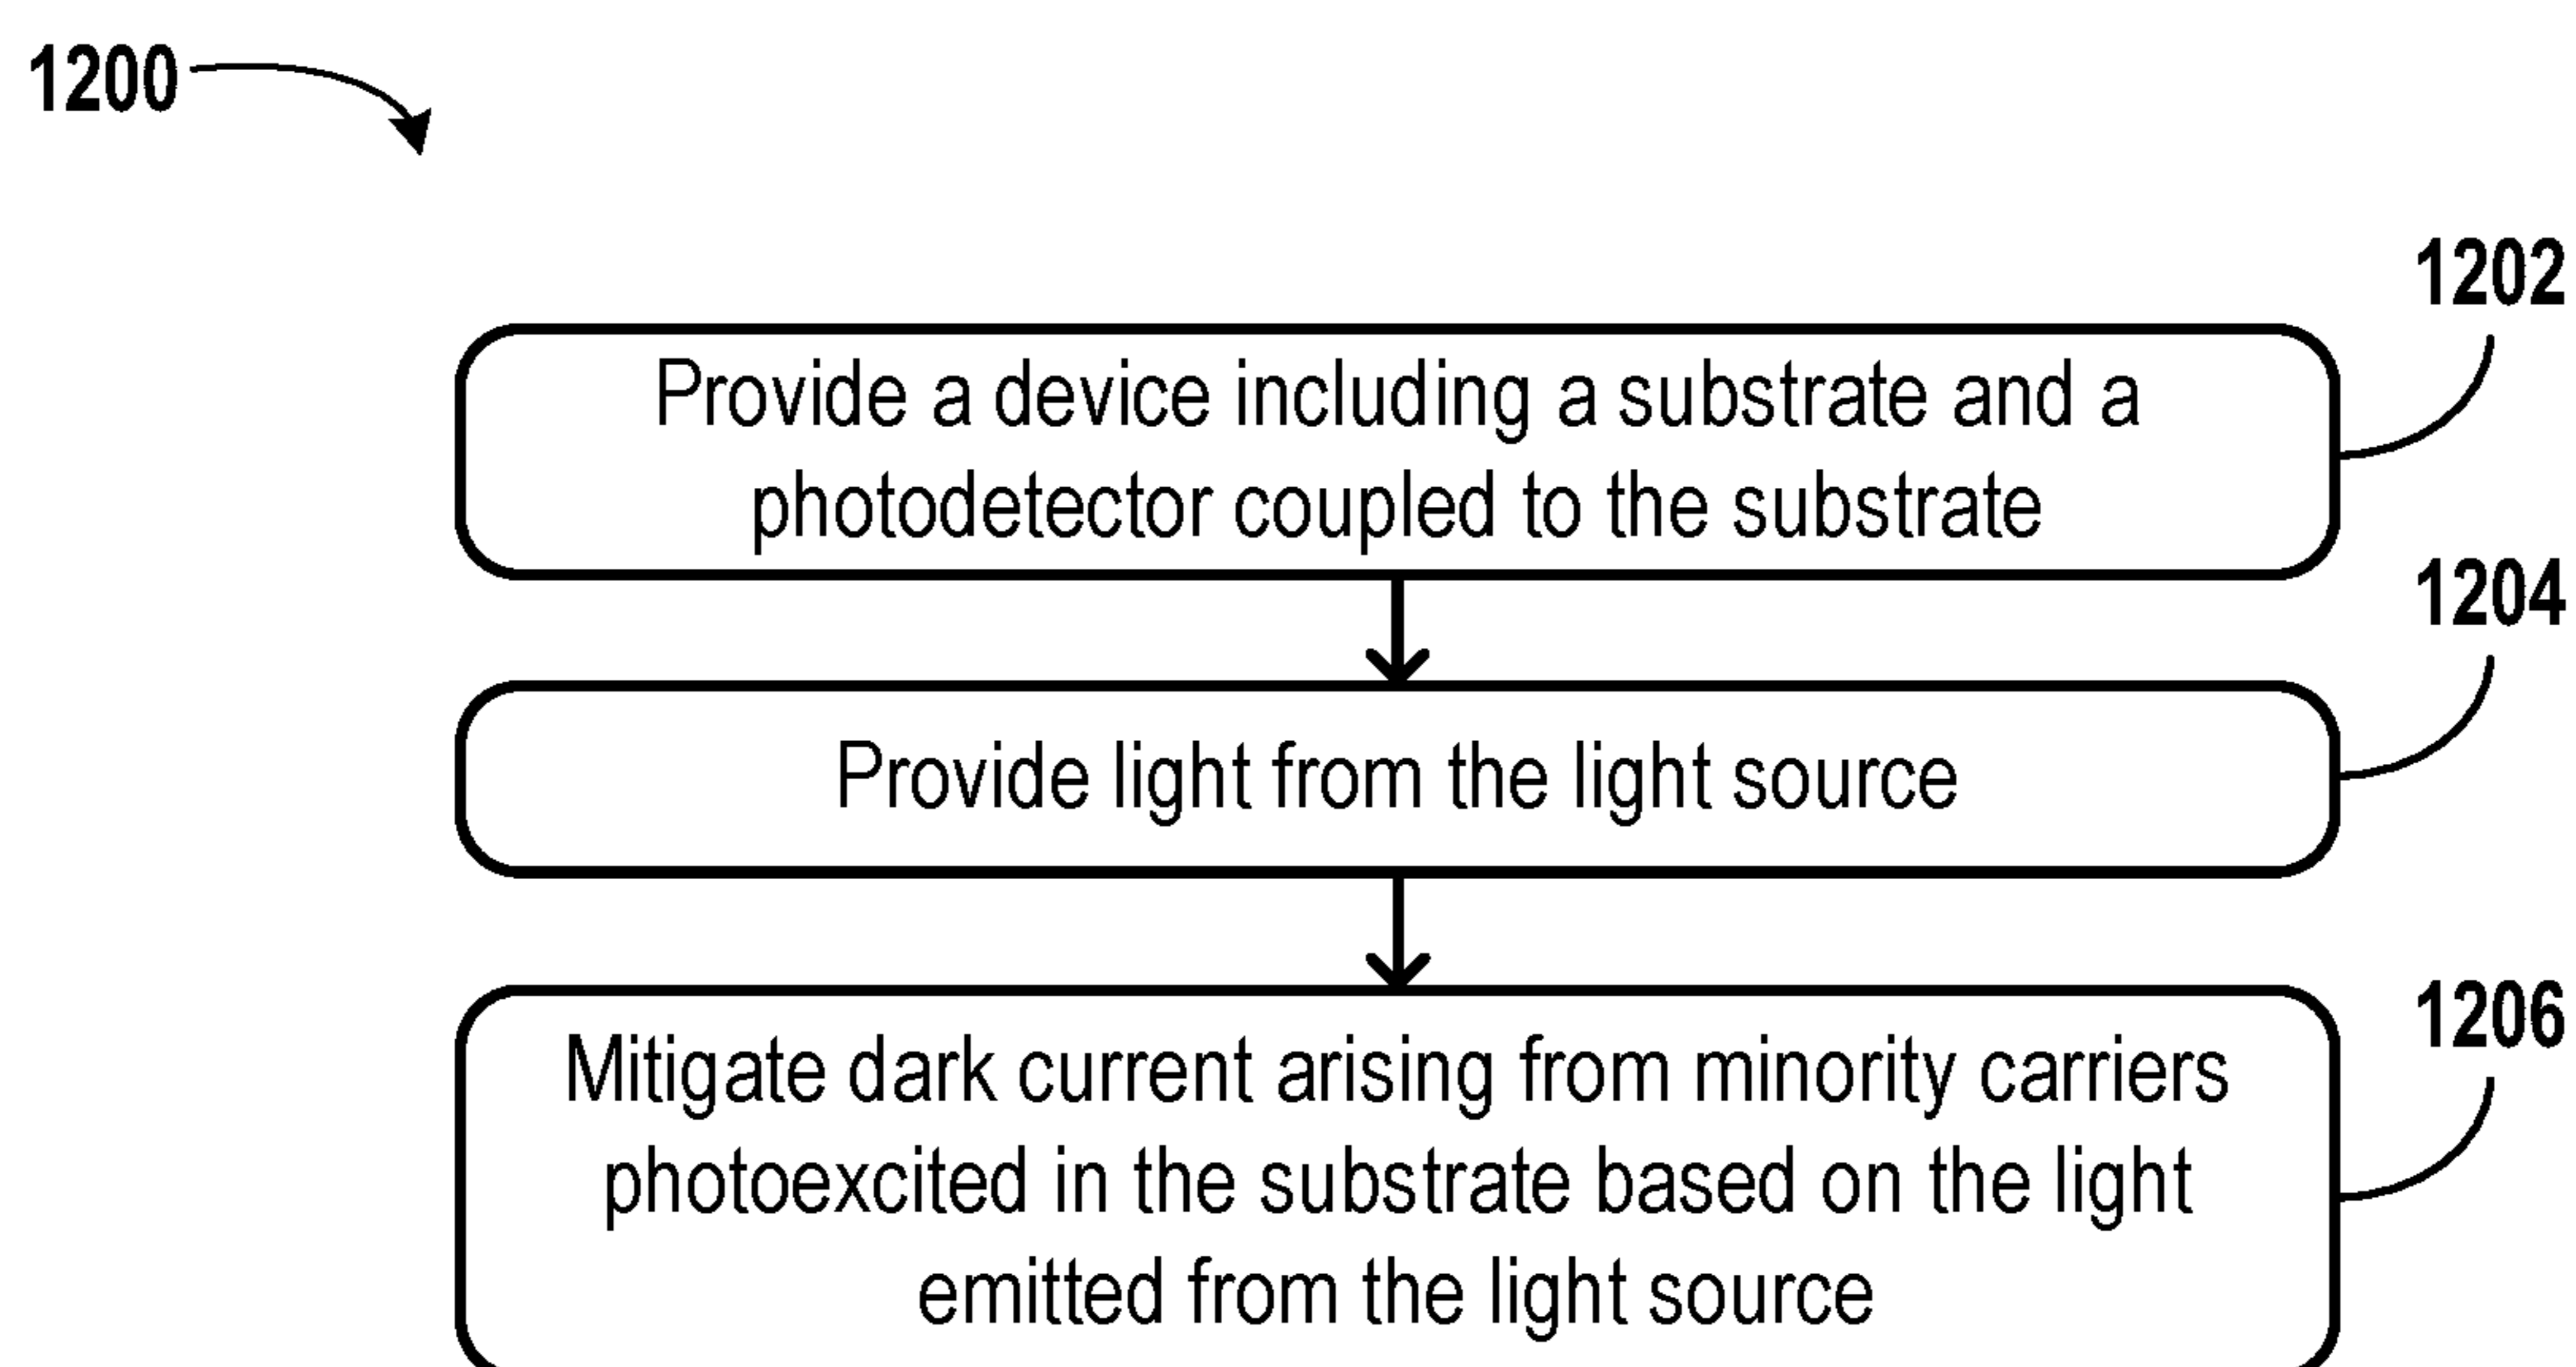 1200
1202
Provide a device including a substrate and a
photodetector coupled to the substrate
1204
Provide light from the light source
1206
Mitigate dark current arising from minority carriers
photoexcited in the substrate based on the light
emitted from the light source